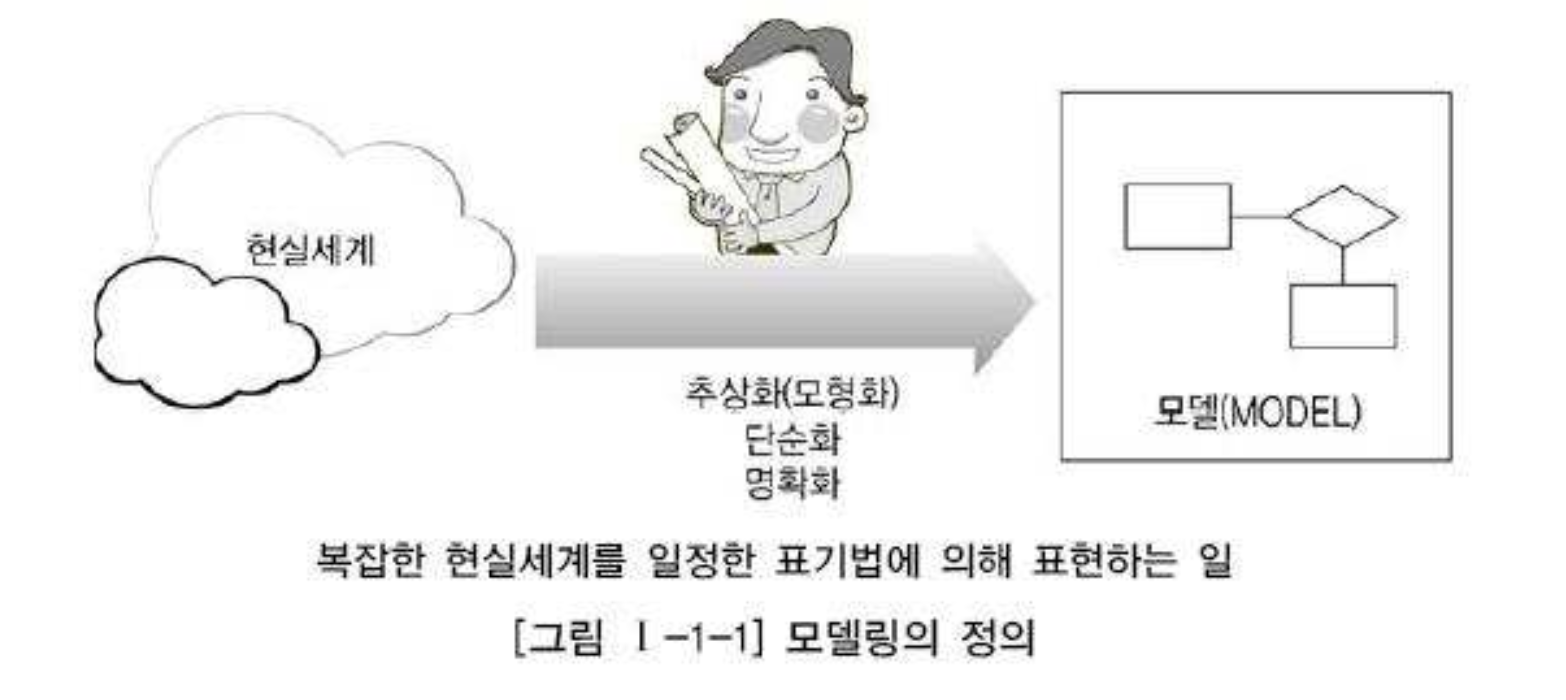 현실세계
추상화(모형화)
단순화
명확화
모델(MODEL)
복잡한 현실세계를 일정한 표기법에 의해 표현하는 일
[그림 Ⅰ-1-1] 모델링의 정의